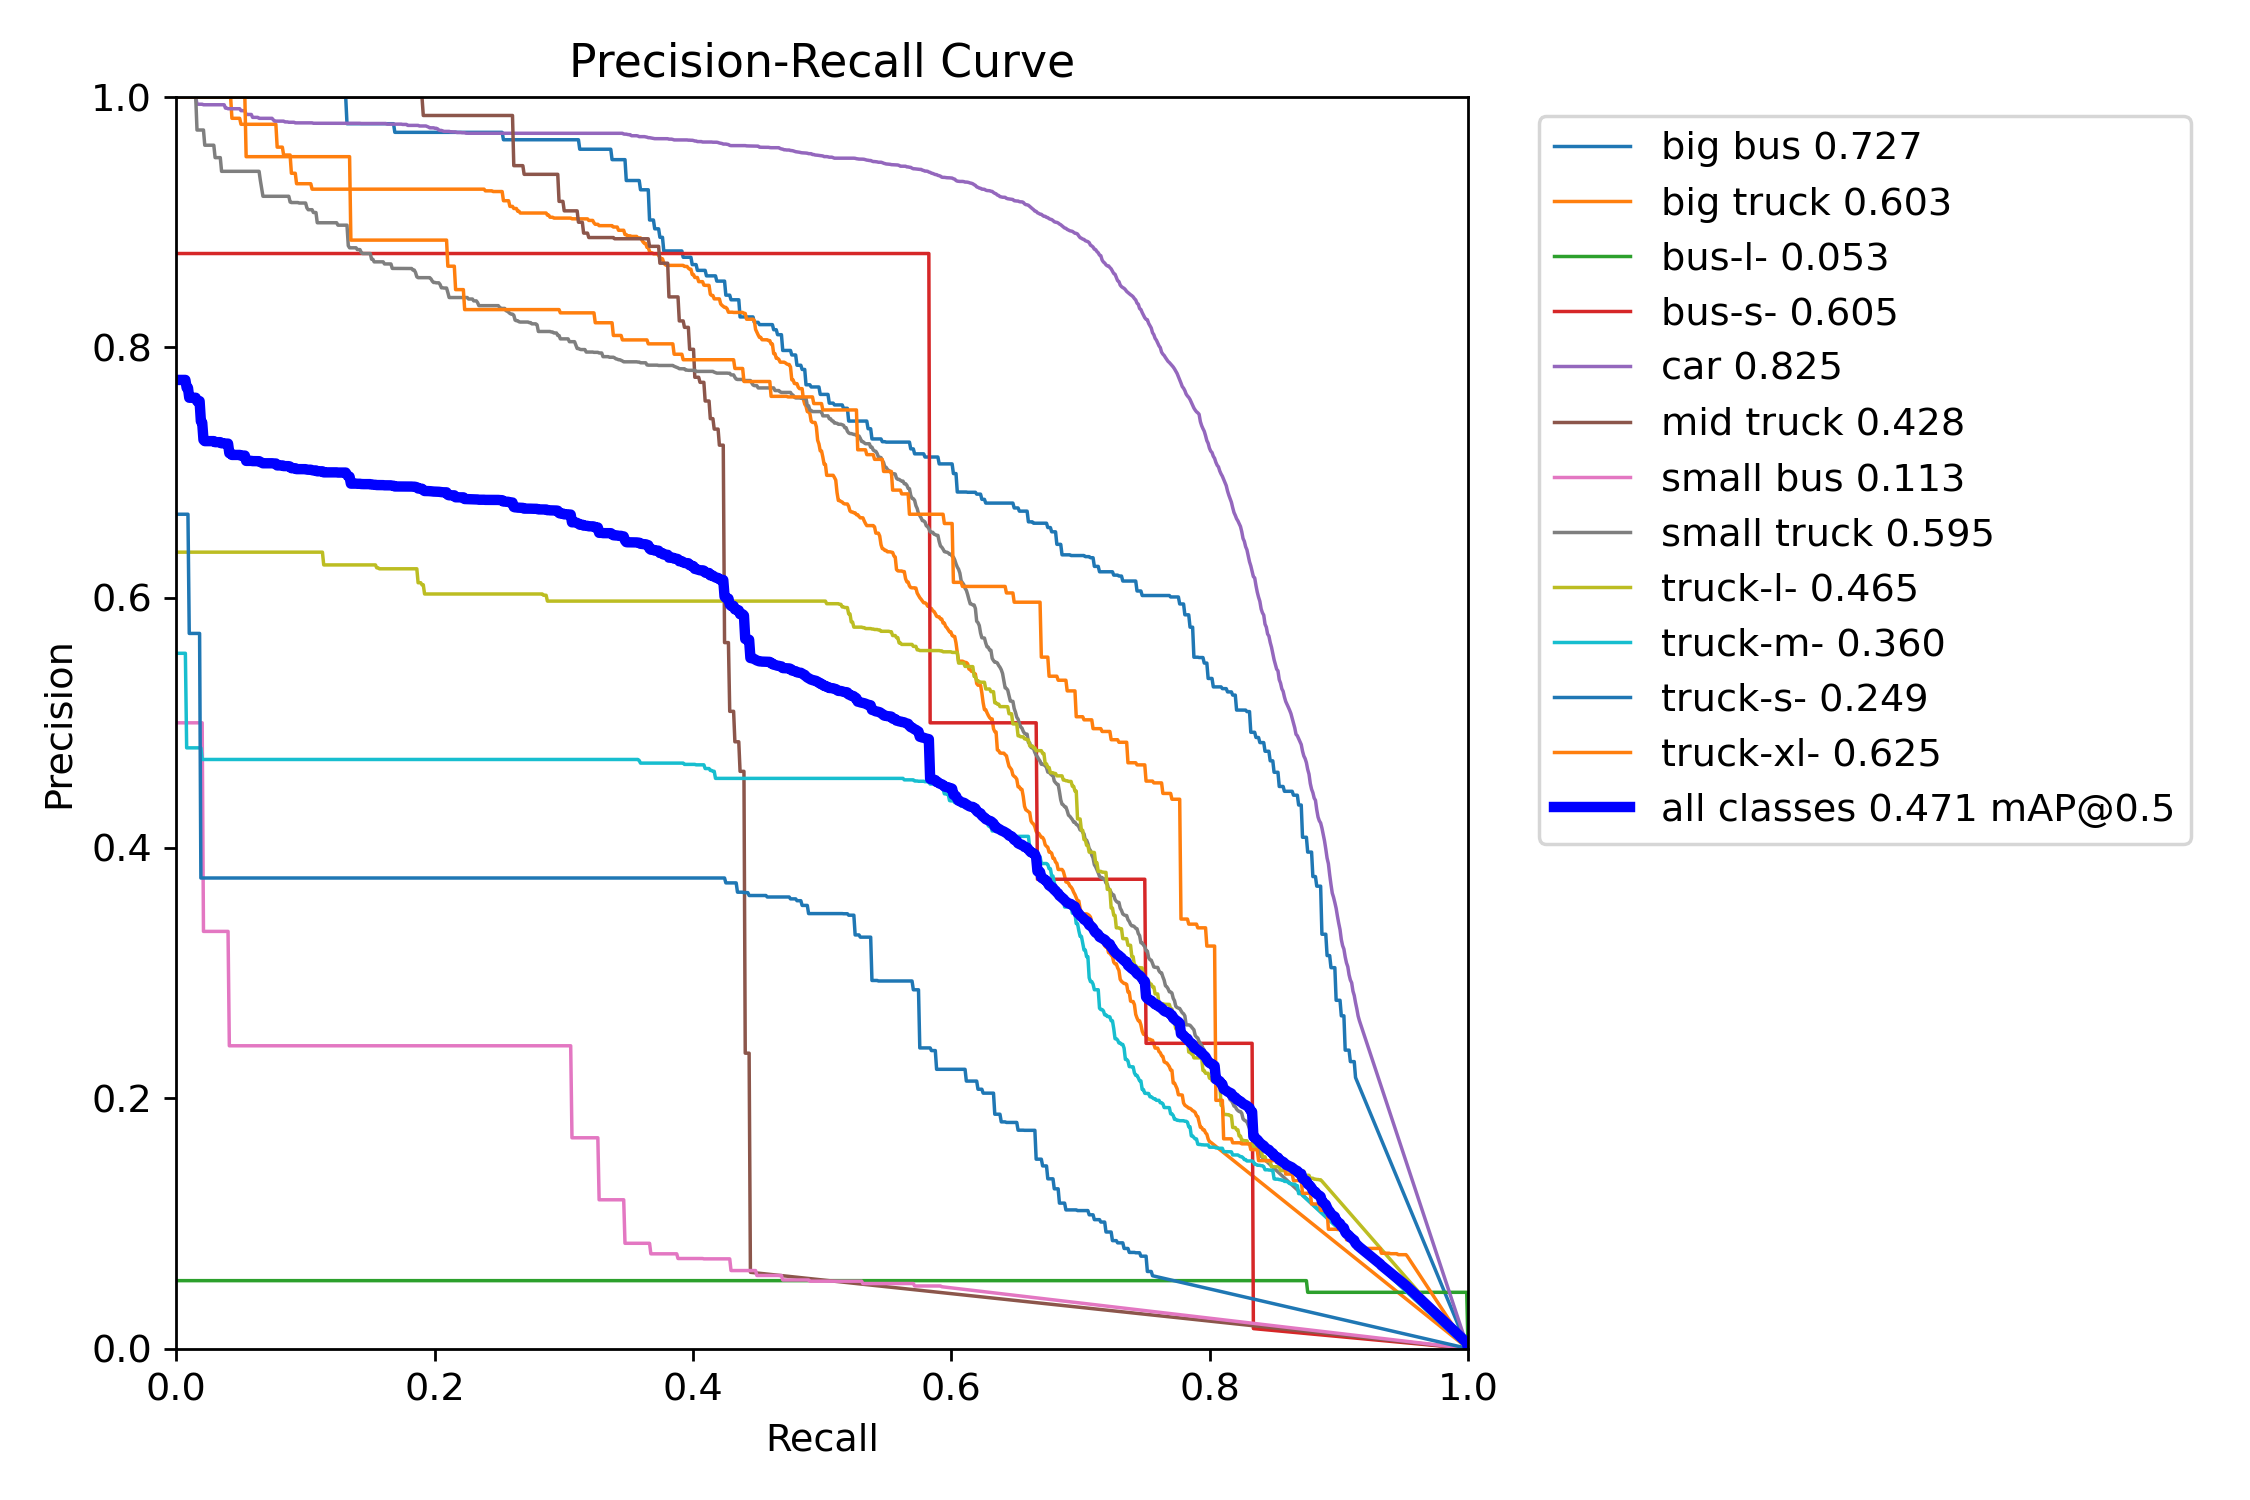 Precision-Recall Curve
1.0
0.8
0.6
0.4
0.2
0.0
Precision
0.0 0.2 0.4 0.6 0.8 1.0
Recall
big bus 0.727
big truck 0.603
bus-l- 0.053
bus-s- 0.605
car 0.825
mid truck 0.428
small bus 0.113
small truck 0.595
truck-l- 0.465
truck-m- 0.360
truck-s- 0.249
truck-xl- 0.625
all classes 0.471 mAP@0.5